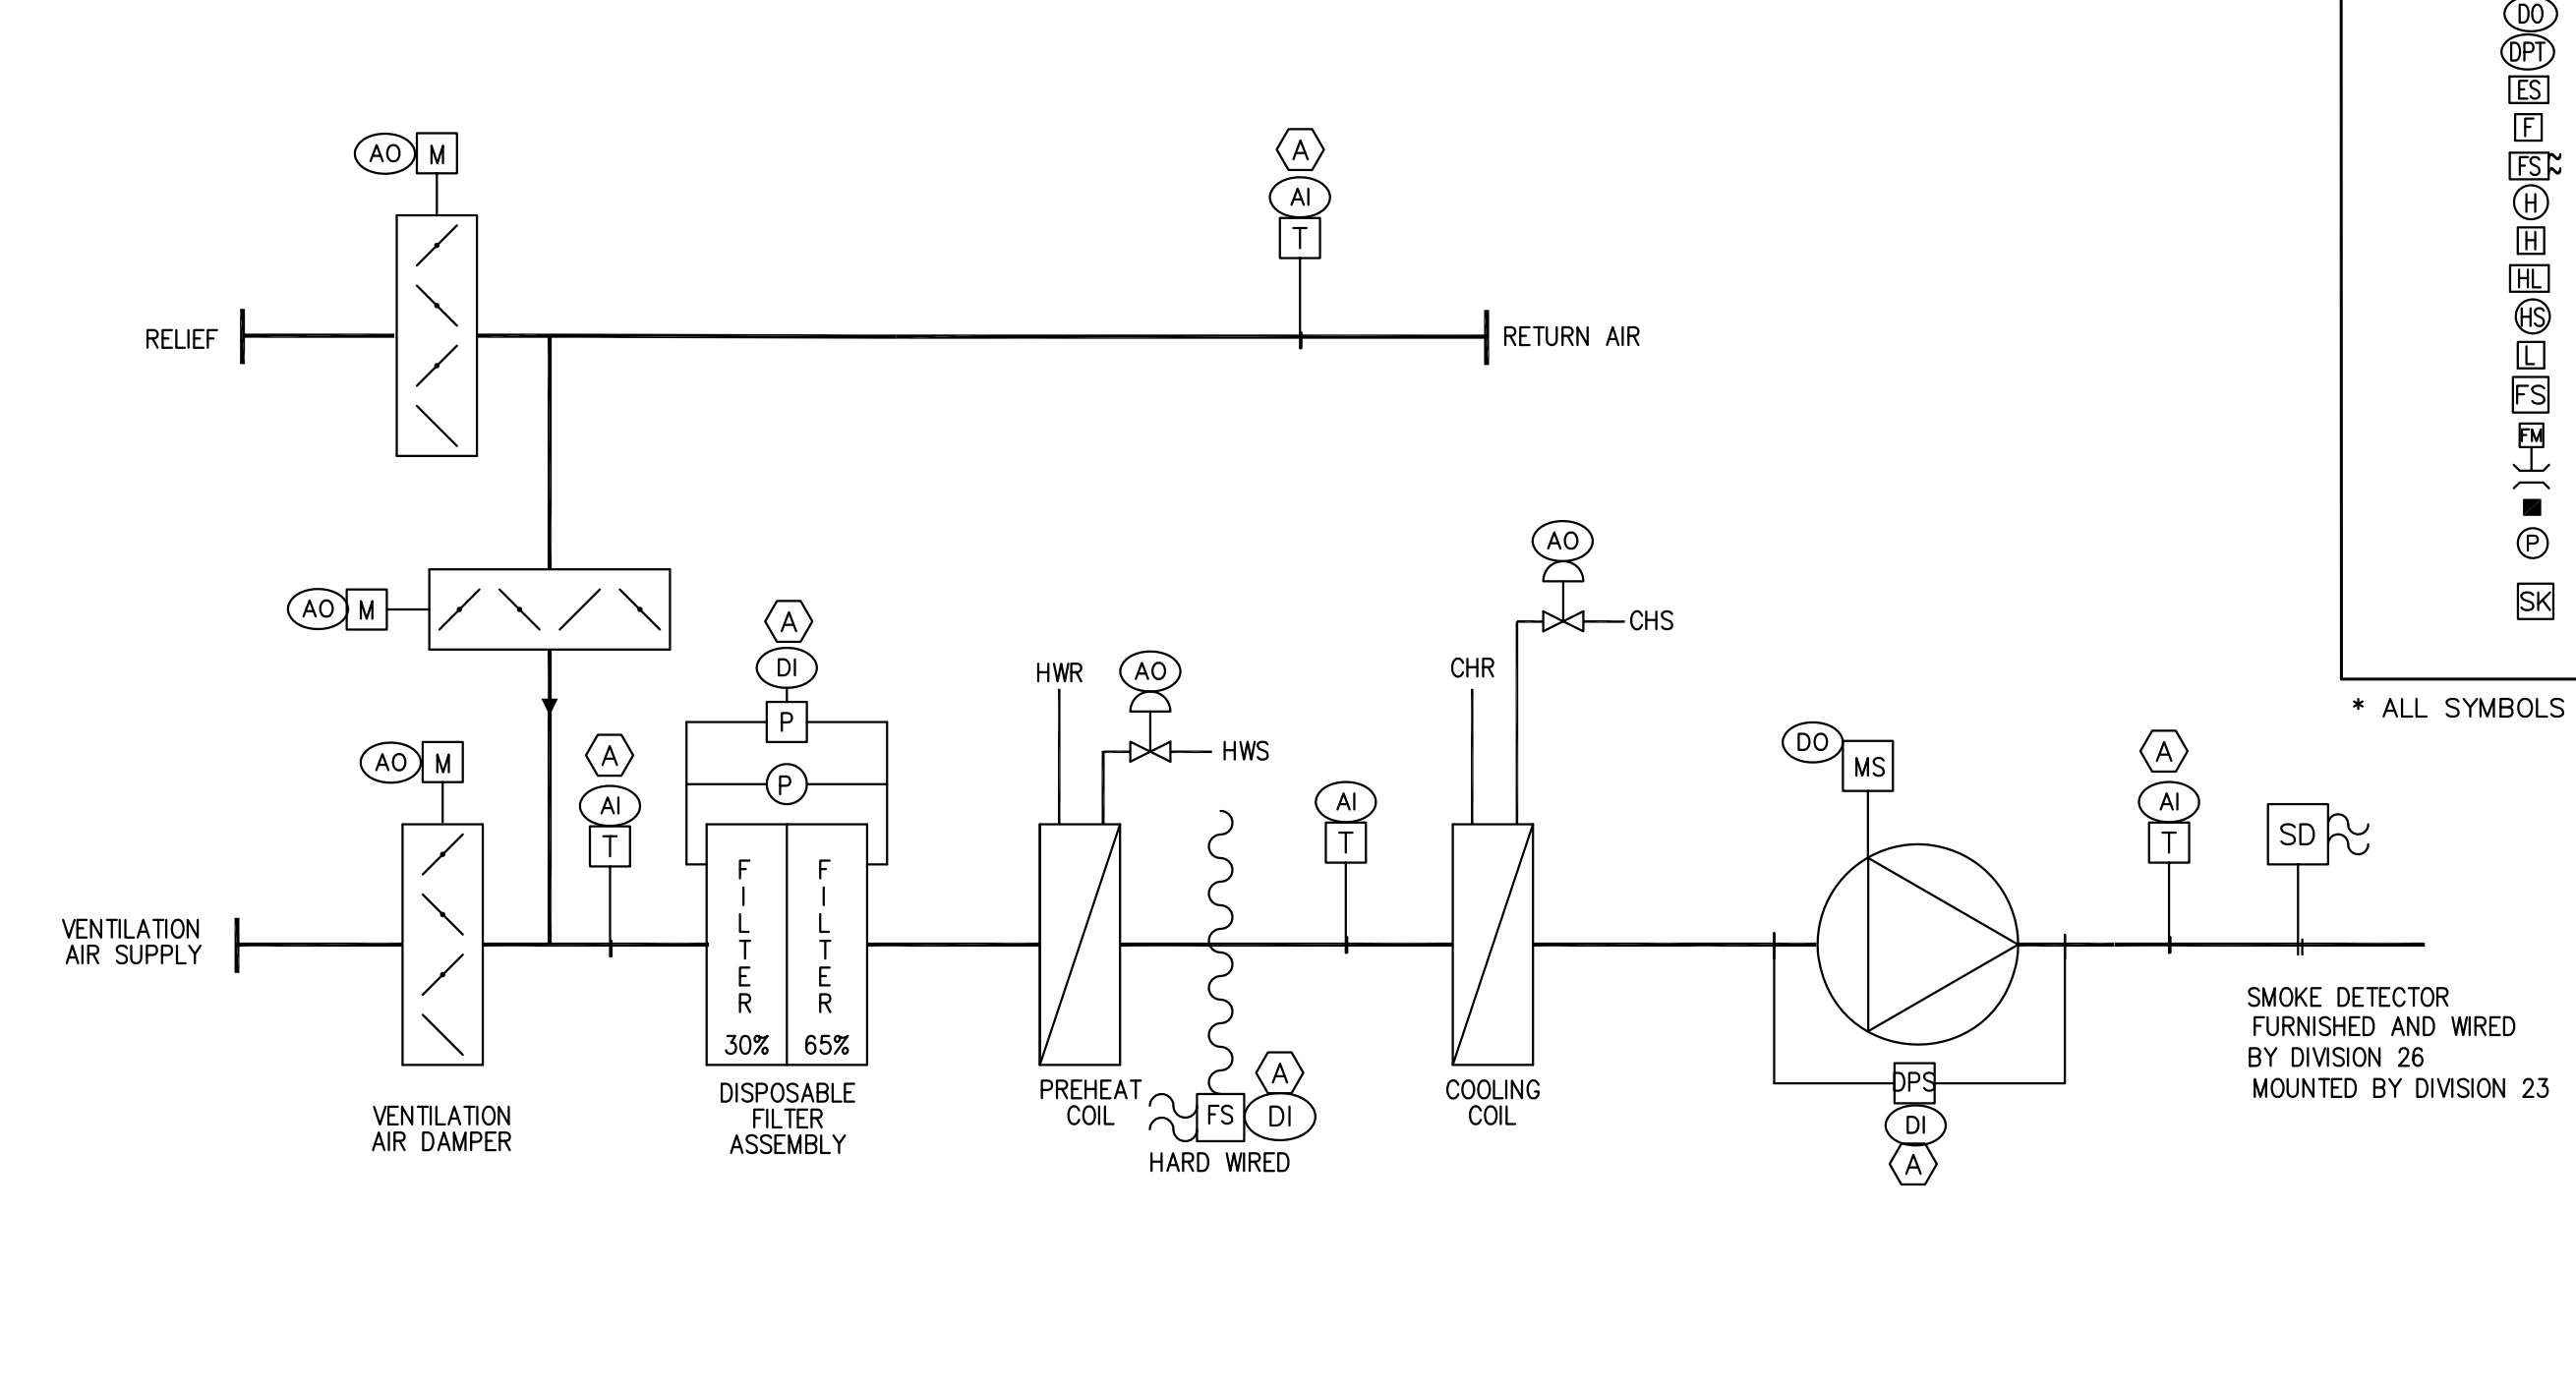 DO
DPT
ES
F
FS
H
H
HL
HS
L
FS
FM
P
SK
* ALL SYMBOLS
AO M
A
AI
T
RELIEF
RETURN AIR
AO M
A
DI
P
P
AO
CHS
CHR
HWR
AO
HWS
AO M
A
AI
T
AI
T
DO
MS
A
AI
T
SD
VENTILATION
AIR SUPPLY
FILTER
30%
FILTER
65%
VENTILATION
AIR DAMPER
DISPOSABLE
FILTER
ASSEMBLY
PREHEAT
COIL
A
FS DI
HARD WIRED
COOLING
COIL
DPS
DI
A
SMOKE DETECTOR
FURNISHED AND WIRED
BY DIVISION 26
MOUNTED BY DIVISION 23